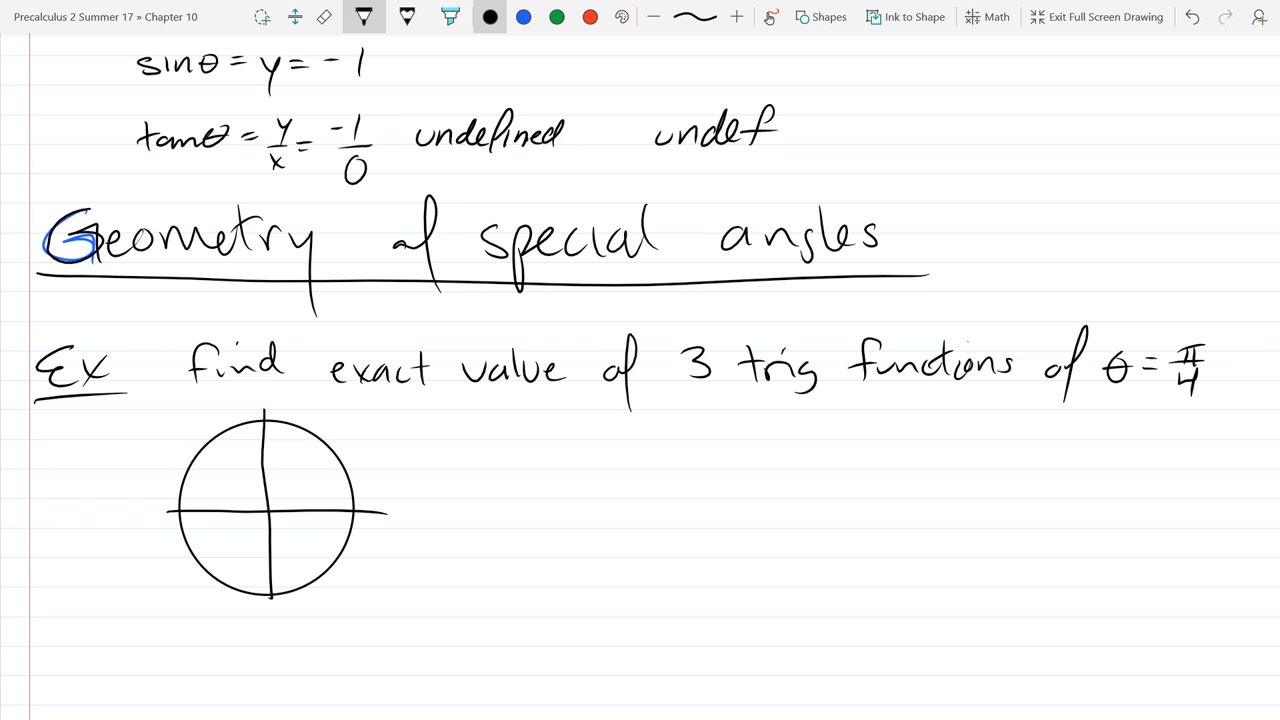 Precalculus 2 Summer 17 » Chapter 10 Shapes Ink to Shape Math Exit Full Screen Drawing
sinθ = y = -1
tanθ = y/x = -1/0 undefined undef
Geometry of special angles
Ex find exact value of 3 trig functions of θ = π/4